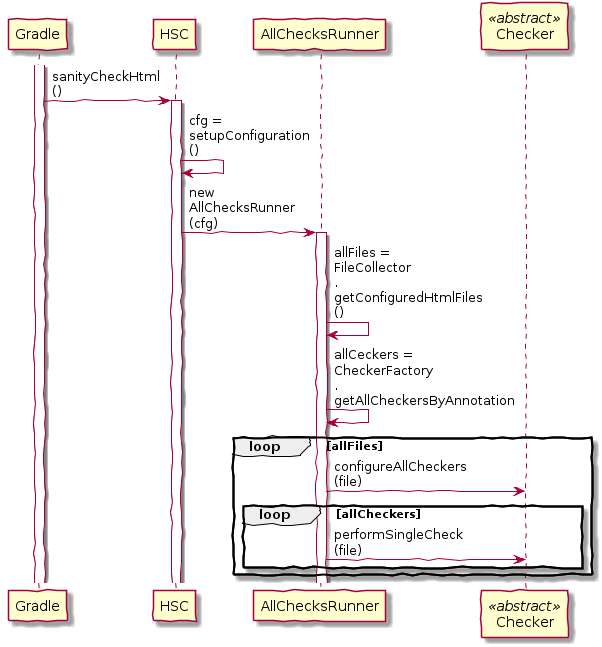 Gradle
HSC
AllChecksRunner
«abstract»
Checker
sanityCheckHtml
()
cfg =
setupConfiguration
()
new
AllChecksRunner
(cfg)
allFiles =
FileCollector
.
getConfiguredHtmlFiles
()
allCeckers =
CheckerFactory
.
getAllCheckersByAnnotation
loop [allFiles]
configureAllCheckers
(file)
loop [allCheckers]
performSingleCheck
(file)
Gradle
HSC
AllChecksRunner
«abstract»
Checker